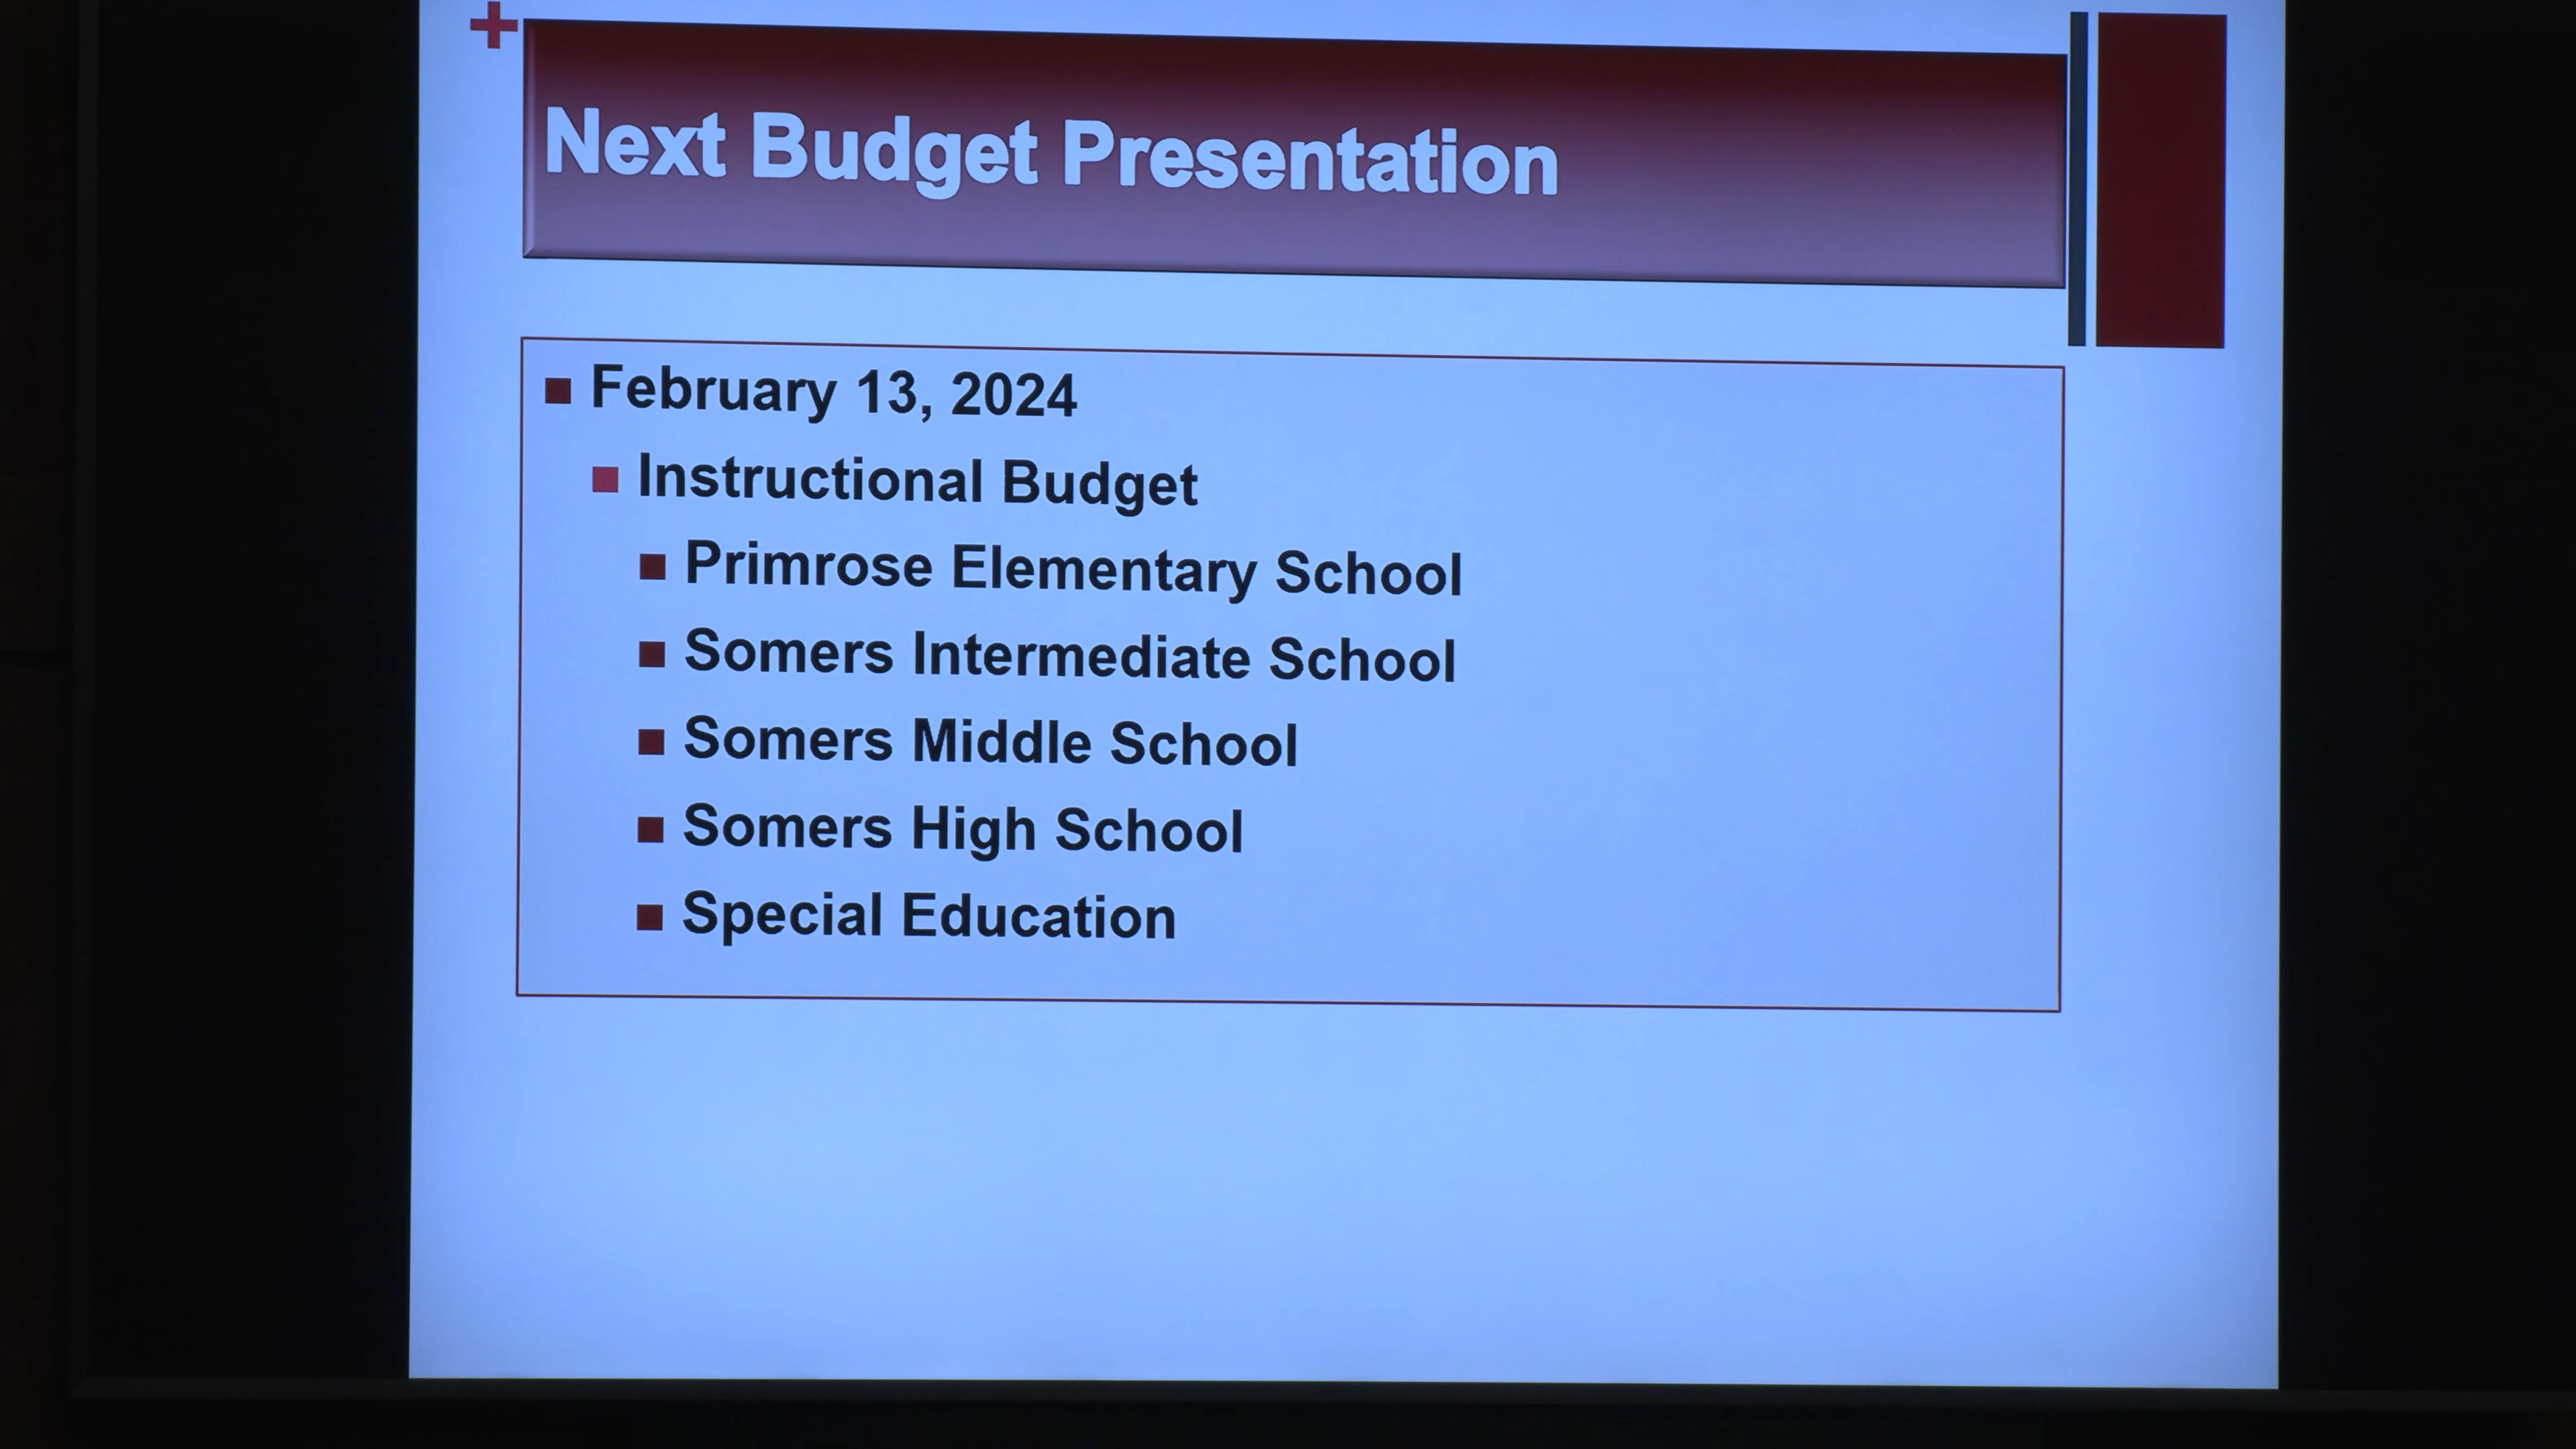 Next Budget Presentation
February 13, 2024
Instructional Budget
Primrose Elementary School
Somers Intermediate School
Somers Middle School
Somers High School
Special Education